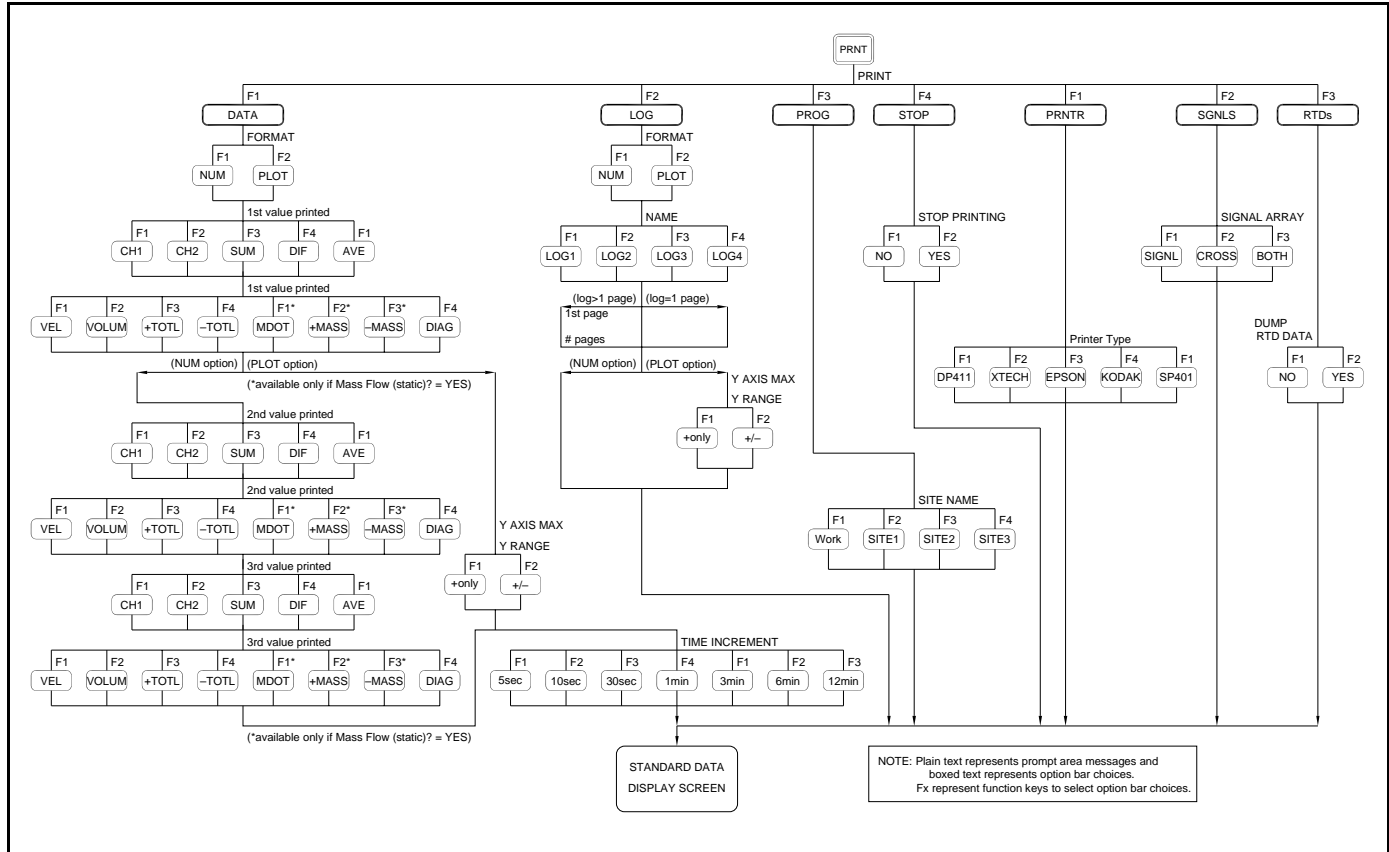 PRNT
PRINT
F1 F2 F3 F4 F1 F2 F3
DATA LOG PROG STOP PRNTR SGNLS RTDs
FORMAT
F1 F2
NUM PLOT
1st value printed
F1 F2 F3 F4 F1
CH1 CH2 SUM DIF AVE
1st value printed
F1 F2 F3 F4 F1* F2* F3* F4
VEL VOLUM +TOTL –TOTL MDOT +MASS –MASS DIAG
(NUM option) (PLOT option)
(*available only if Mass Flow (static)? = YES)
2nd value printed
F1 F2 F3 F4 F1
CH1 CH2 SUM DIF AVE
2nd value printed
F1 F2 F3 F4 F1* F2* F3* F4
VEL VOLUM +TOTL –TOTL MDOT +MASS –MASS DIAG
3rd value printed
F1 F2 F3 F4 F1
CH1 CH2 SUM DIF AVE
3rd value printed
F1 F2 F3 F4 F1* F2* F3* F4
VEL VOLUM +TOTL –TOTL MDOT +MASS –MASS DIAG
(*available only if Mass Flow (static)? = YES)
Y AXIS MAX
Y RANGE
F1 F2
+only +/–
TIME INCREMENT
F1 F2 F3 F4 F1 F2 F3
5sec 10sec 30sec 1min 3min 6min 12min
FORMAT
F1 F2
NUM PLOT
NAME
F1 F2 F3 F4
LOG1 LOG2 LOG3 LOG4
(log>1 page) (log=1 page)
1st page
# pages
(NUM option) (PLOT option)
Y AXIS MAX
Y RANGE
F1 F2
+only +/–
SITE NAME
F1 F2 F3 F4
Work SITE1 SITE2 SITE3
STOP PRINTING
F1 F2
NO YES
Printer Type
F1 F2 F3 F4 F1
DP411 XTECH EPSON KODAK SP401
SIGNAL ARRAY
F1 F2 F3
SIGNL CROSS BOTH
DUMP
RTD DATA
F1 F2
NO YES
STANDARD DATA
DISPLAY SCREEN
NOTE: Plain text represents prompt area messages and
boxed text represents option bar choices.
Fx represent function keys to select option bar choices.